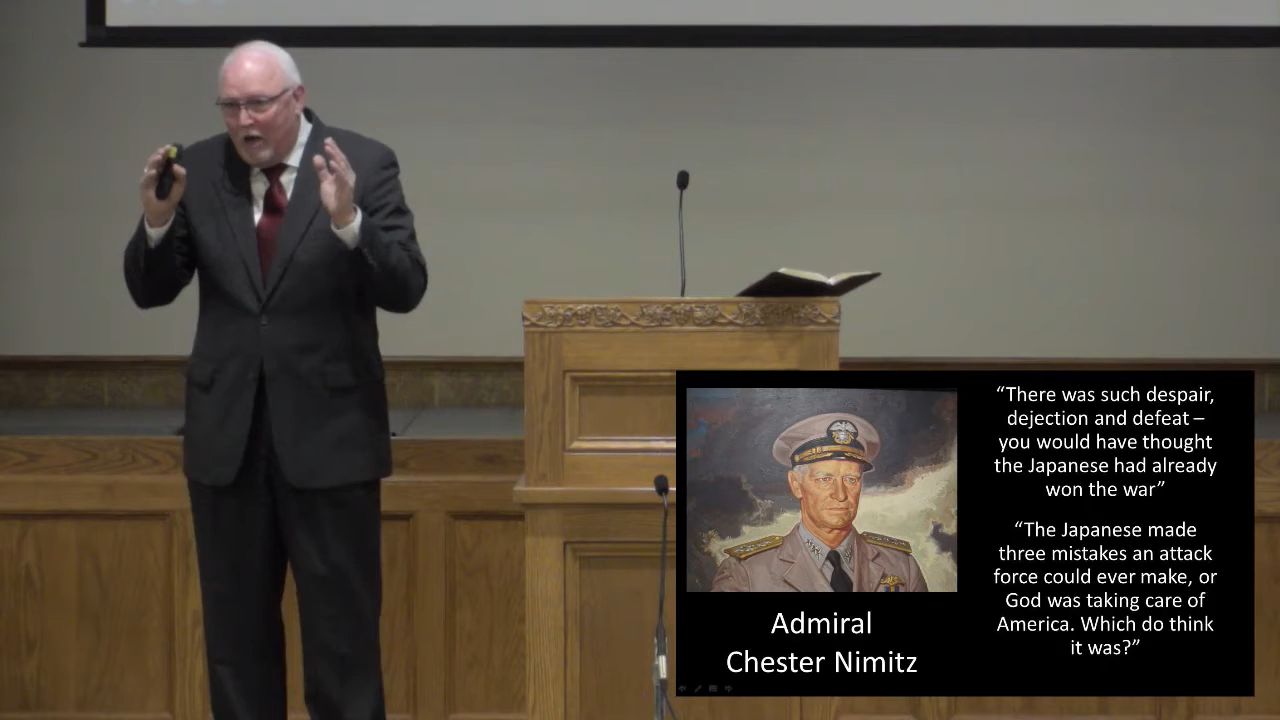 “There was such despair,
dejection and defeat –
you would have thought
the Japanese had already
won the war”
“The Japanese made
three mistakes an attack
force could ever make, or
God was taking care of
America. Which do think
it was?”
Admiral
Chester Nimitz